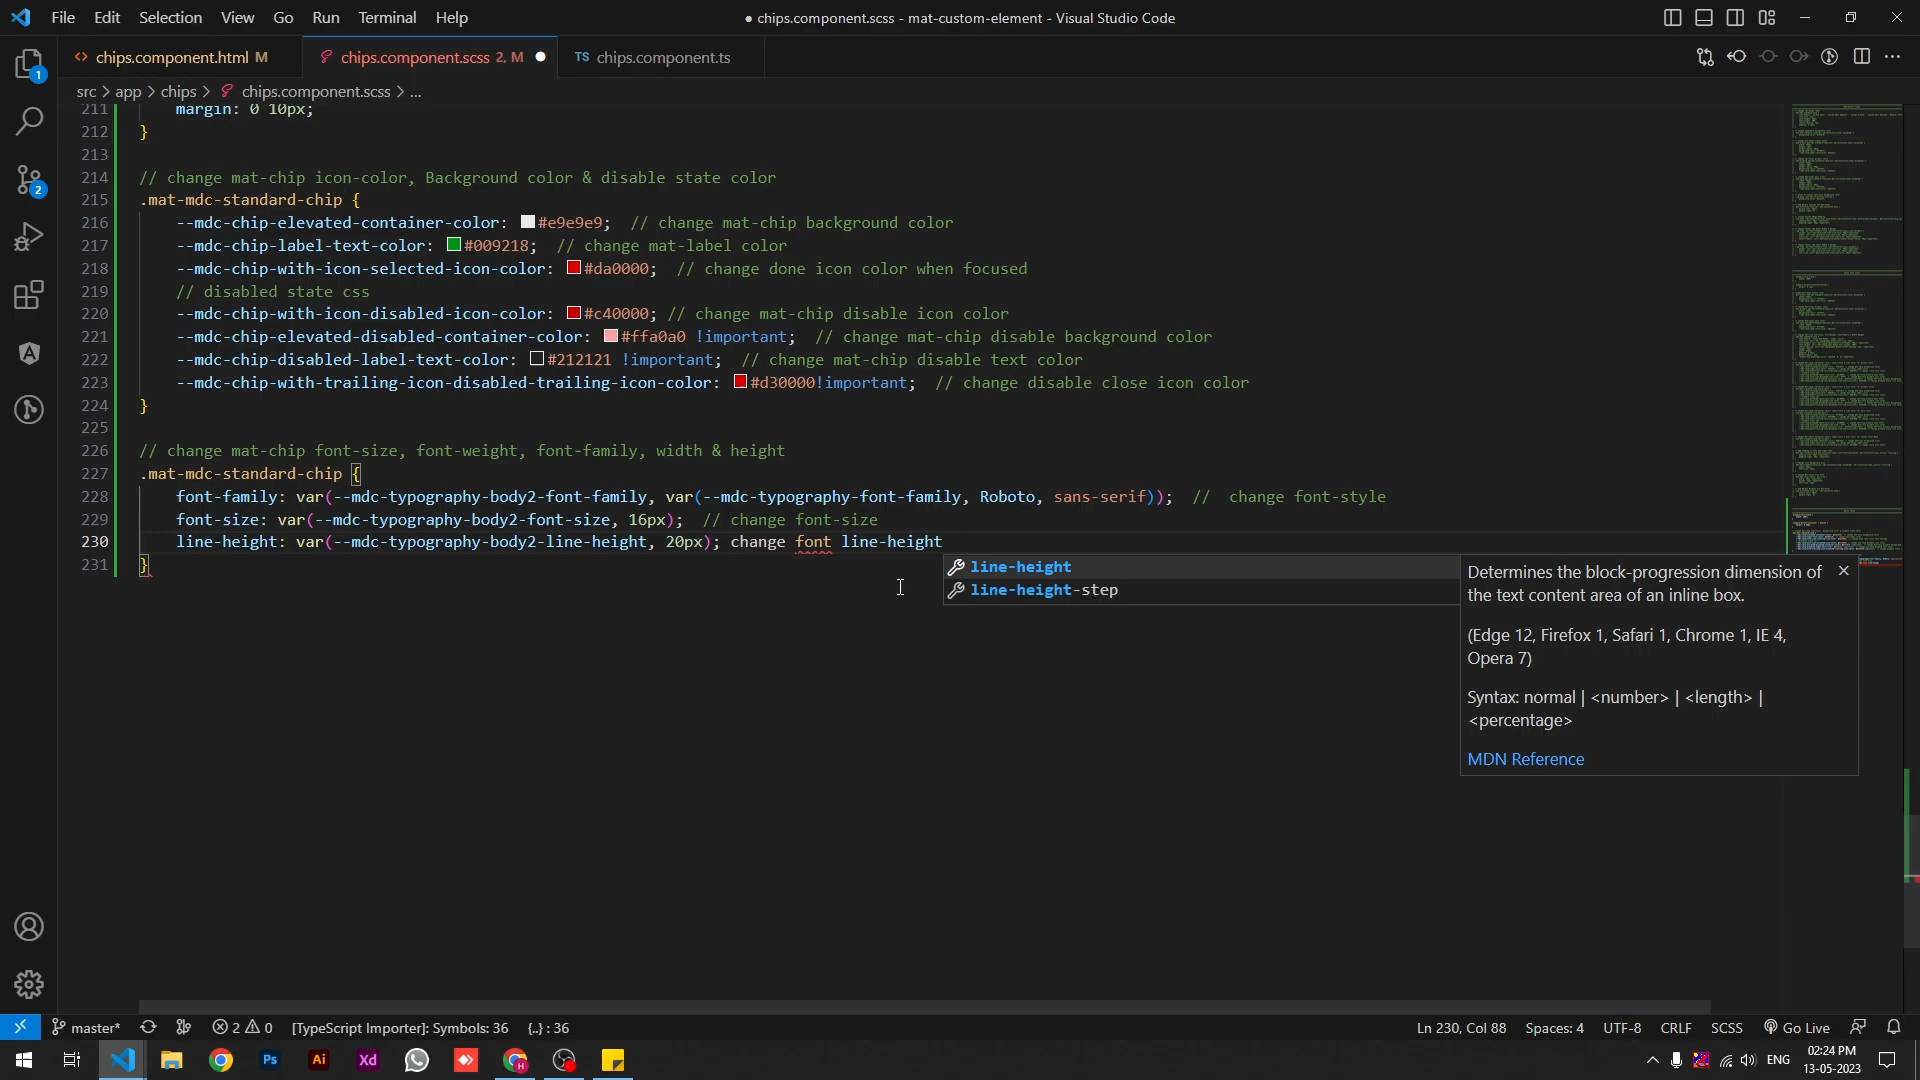 File Edit Selection View Go Run Terminal Help
● chips.component.scss - mat-custom-element - Visual Studio Code
chips.component.html M
chips.component.scss 2, M
TS chips.component.ts
src > app > chips > chips.component.scss > ...
211 margin: 0 10px;
212 }
213
214 // change mat-chip icon-color, Background color & disable state color
215 .mat-mdc-standard-chip {
216 --mdc-chip-elevated-container-color: #e9e9e9; // change mat-chip background color
217 --mdc-chip-label-text-color: #009218; // change mat-label color
218 --mdc-chip-with-icon-selected-icon-color: #da0000; // change done icon color when focused
219 // disabled state css
220 --mdc-chip-with-icon-disabled-icon-color: #c40000; // change mat-chip disable icon color
221 --mdc-chip-elevated-disabled-container-color: #ffa0a0 !important; // change mat-chip disable background color
222 --mdc-chip-disabled-label-text-color: #212121 !important; // change mat-chip disable text color
223 --mdc-chip-with-trailing-icon-disabled-trailing-icon-color: #d30000!important; // change disable close icon color
224 }
225
226 // change mat-chip font-size, font-weight, font-family, width & height
227 .mat-mdc-standard-chip {
228 font-family: var(--mdc-typography-body2-font-family, var(--mdc-typography-font-family, Roboto, sans-serif)); // change font-style
229 font-size: var(--mdc-typography-body2-font-size, 16px); // change font-size
230 line-height: var(--mdc-typography-body2-line-height, 20px); change font line-height
231 }
line-height
line-height-step
Determines the block-progression dimension of
the text content area of an inline box.
(Edge 12, Firefox 1, Safari 1, Chrome 1, IE 4,
Opera 7)
Syntax: normal | <number> | <length> |
<percentage>
MDN Reference
1
2
master* 2 0 [TypeScript Importer]: Symbols: 36 {..} : 36
Ln 230, Col 88 Spaces: 4 UTF-8 CRLF SCSS Go Live
Ps Ai Xd
ENG 02:24 PM
13-05-2023